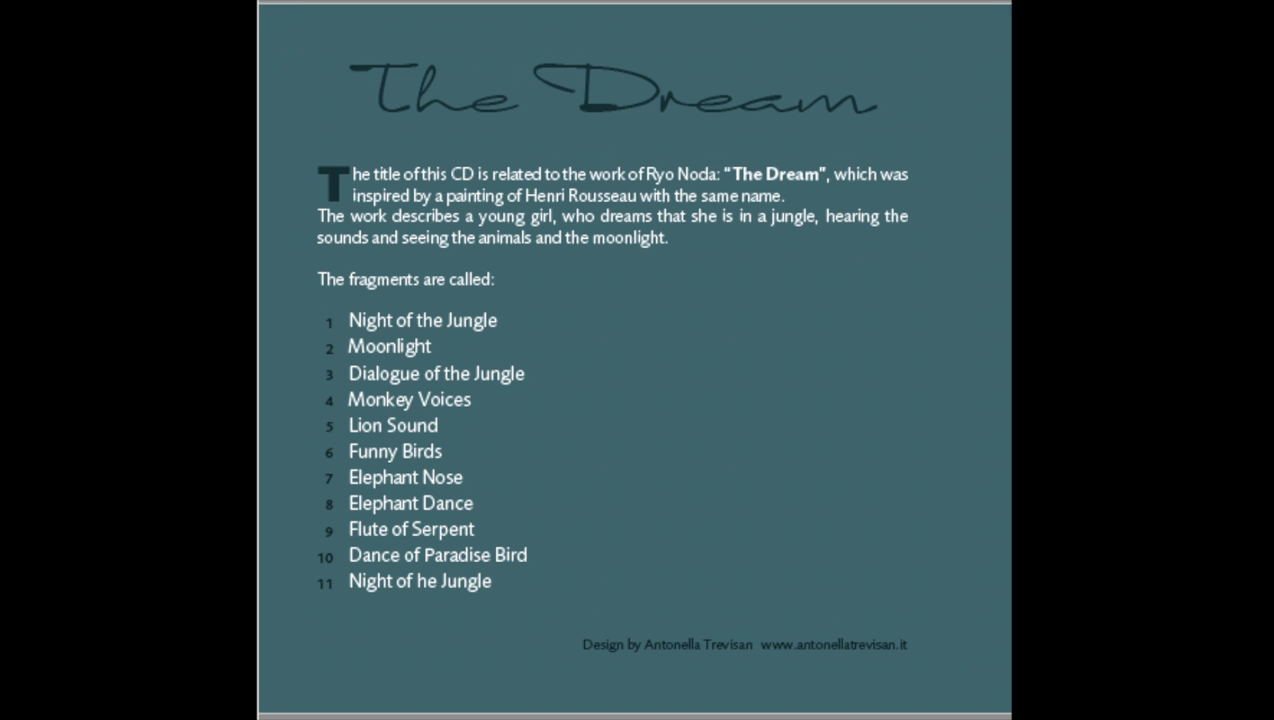 The Dream
The title of this CD is related to the work of Ryo Noda: "The Dream", which was
inspired by a painting of Henri Rousseau with the same name.
The work describes a young girl, who dreams that she is in a jungle, hearing the
sounds and seeing the animals and the moonlight.
The fragments are called:
1 Night of the Jungle
2 Moonlight
3 Dialogue of the Jungle
4 Monkey Voices
5 Lion Sound
6 Funny Birds
7 Elephant Nose
8 Elephant Dance
9 Flute of Serpent
10 Dance of Paradise Bird
11 Night of he Jungle
Design by Antonella Trevisan www.antonellatrevisan.it